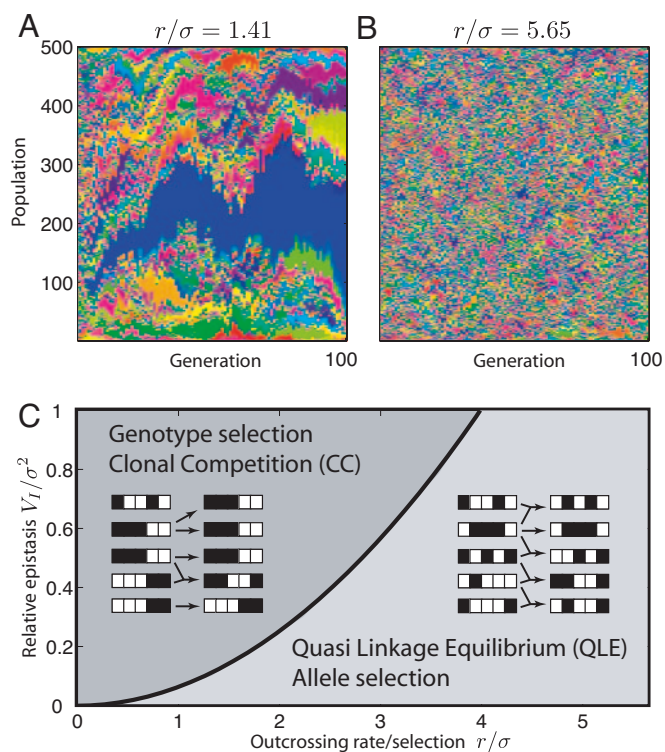 A
r/σ = 1.41
B
r/σ = 5.65
500
400
300
200
100
Population
Generation
100
Generation
100
C
1
0.8
0.6
0.4
0.2
0
Relative epistasis V_I/σ²
Genotype selection
Clonal Competition (CC)
Quasi Linkage Equilibrium (QLE)
Allele selection
0 1 2 3 4 5
Outcrossing rate/selection r/σ